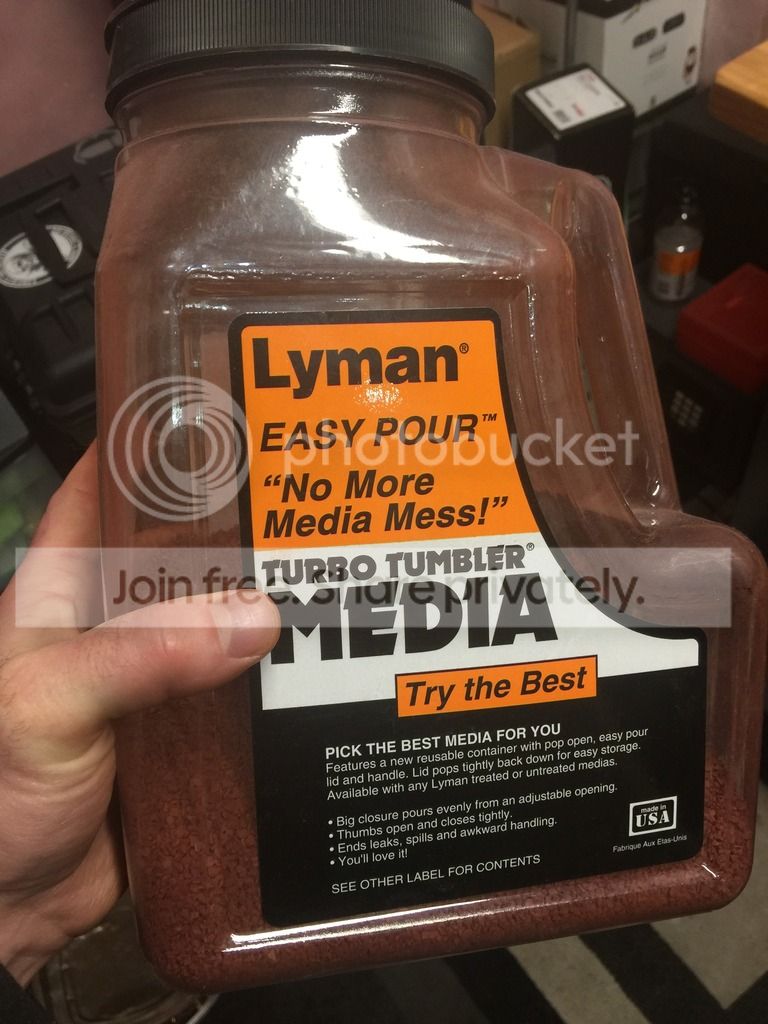 Lyman®
EASY POUR™
"No More
Media Mess!"
TURBO TUMBLER®
MEDIA
Try the Best
PICK THE BEST MEDIA FOR YOU
Features a new reusable container with pop open, easy pour
lid and handle. Lid pops tightly back down for easy storage.
Available with any Lyman treated or untreated medias.
• Big closure pours evenly from an adjustable opening.
• Thumbs open and closes tightly.
• Ends leaks, spills and awkward handling.
• You'll love it!
SEE OTHER LABEL FOR CONTENTS
made in
USA
Fabrique Aux Etas-Unis
photobucket
Join free. Share privately.